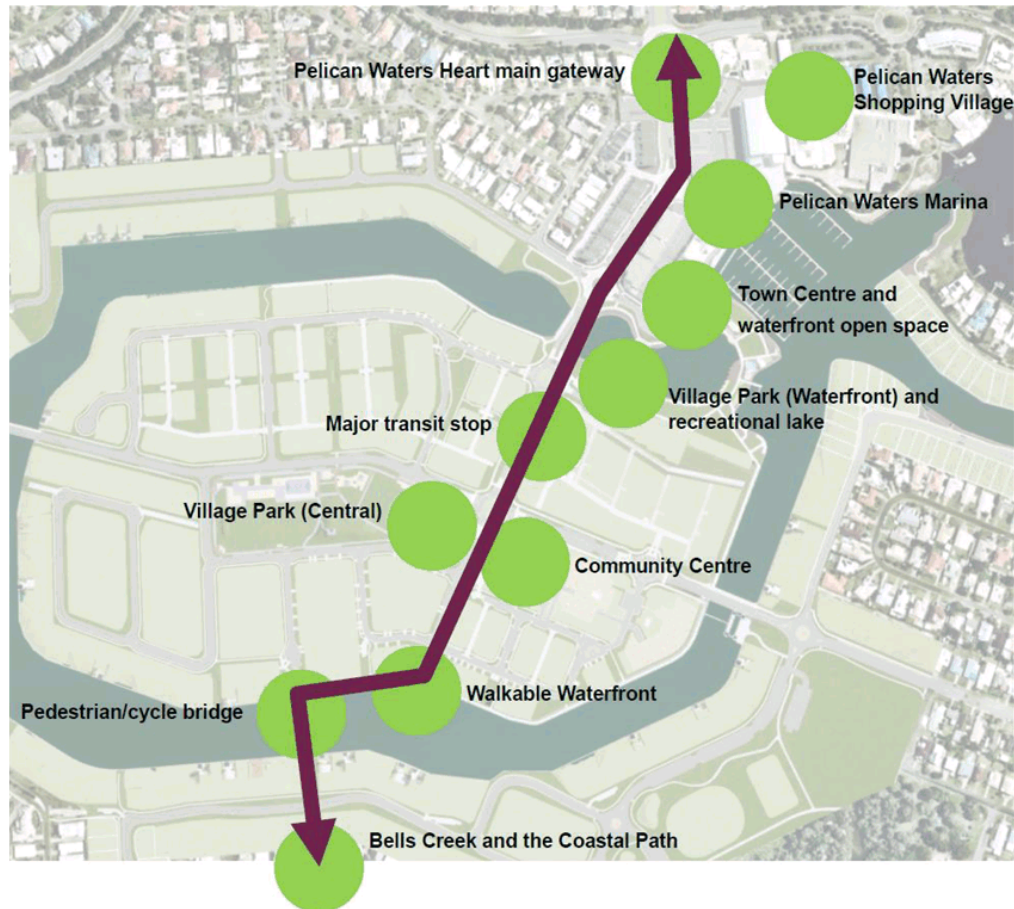 Pelican Waters Heart main gateway
Pelican Waters
Shopping Village
Pelican Waters Marina
Town Centre and
waterfront open space
Village Park (Waterfront) and
recreational lake
Major transit stop
Village Park (Central)
Community Centre
Walkable Waterfront
Pedestrian/cycle bridge
Bells Creek and the Coastal Path